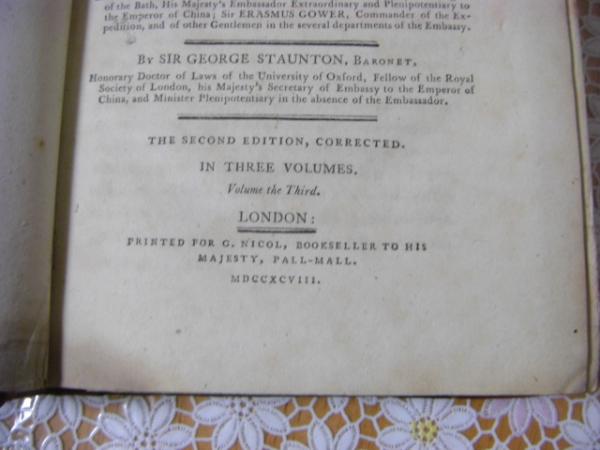 of the Bath, His Majesty's Embassador Extraordinary and Plenipotentiary to
the Emperor of China; Sir ERASMUS GOWER, Commander of the Ex-
pedition, and of other Gentlemen in the several departments of the Embassy.
By SIR GEORGE STAUNTON, BARONET,
Honorary Doctor of Laws of the University of Oxford, Fellow of the Royal
Society of London, his Majesty's Secretary of Embassy to the Emperor of
China, and Minister Plenipotentiary in the absence of the Embassador.
THE SECOND EDITION, CORRECTED.
IN THREE VOLUMES.
Volume the Third.
LONDON:
PRINTED FOR G. NICOL, BOOKSELLER TO HIS
MAJESTY, PALL-MALL.
MDCCXCVIII.